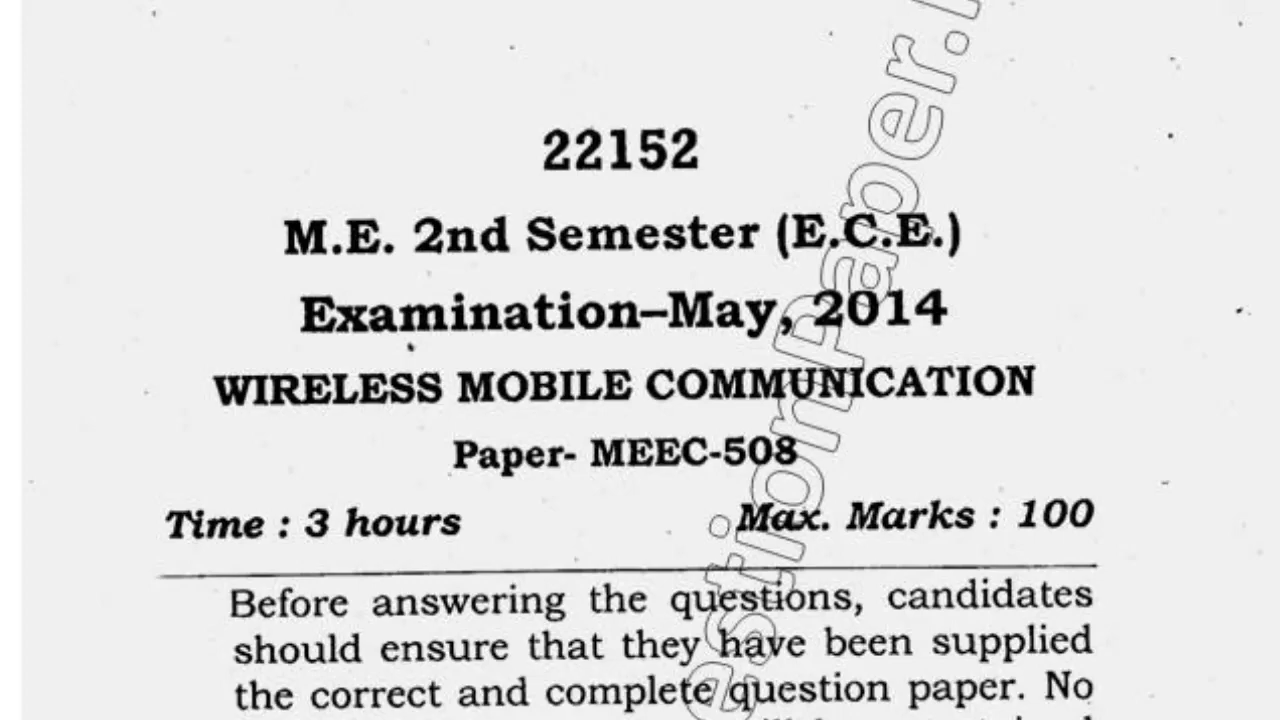 22152
M.E. 2nd Semester (E.C.E.)
Examination–May, 2014
WIRELESS MOBILE COMMUNICATION
Paper- MEEC-508
Time : 3 hours Max. Marks : 100
Before answering the questions, candidates
should ensure that they have been supplied
the correct and complete question paper. No
estionPaper.